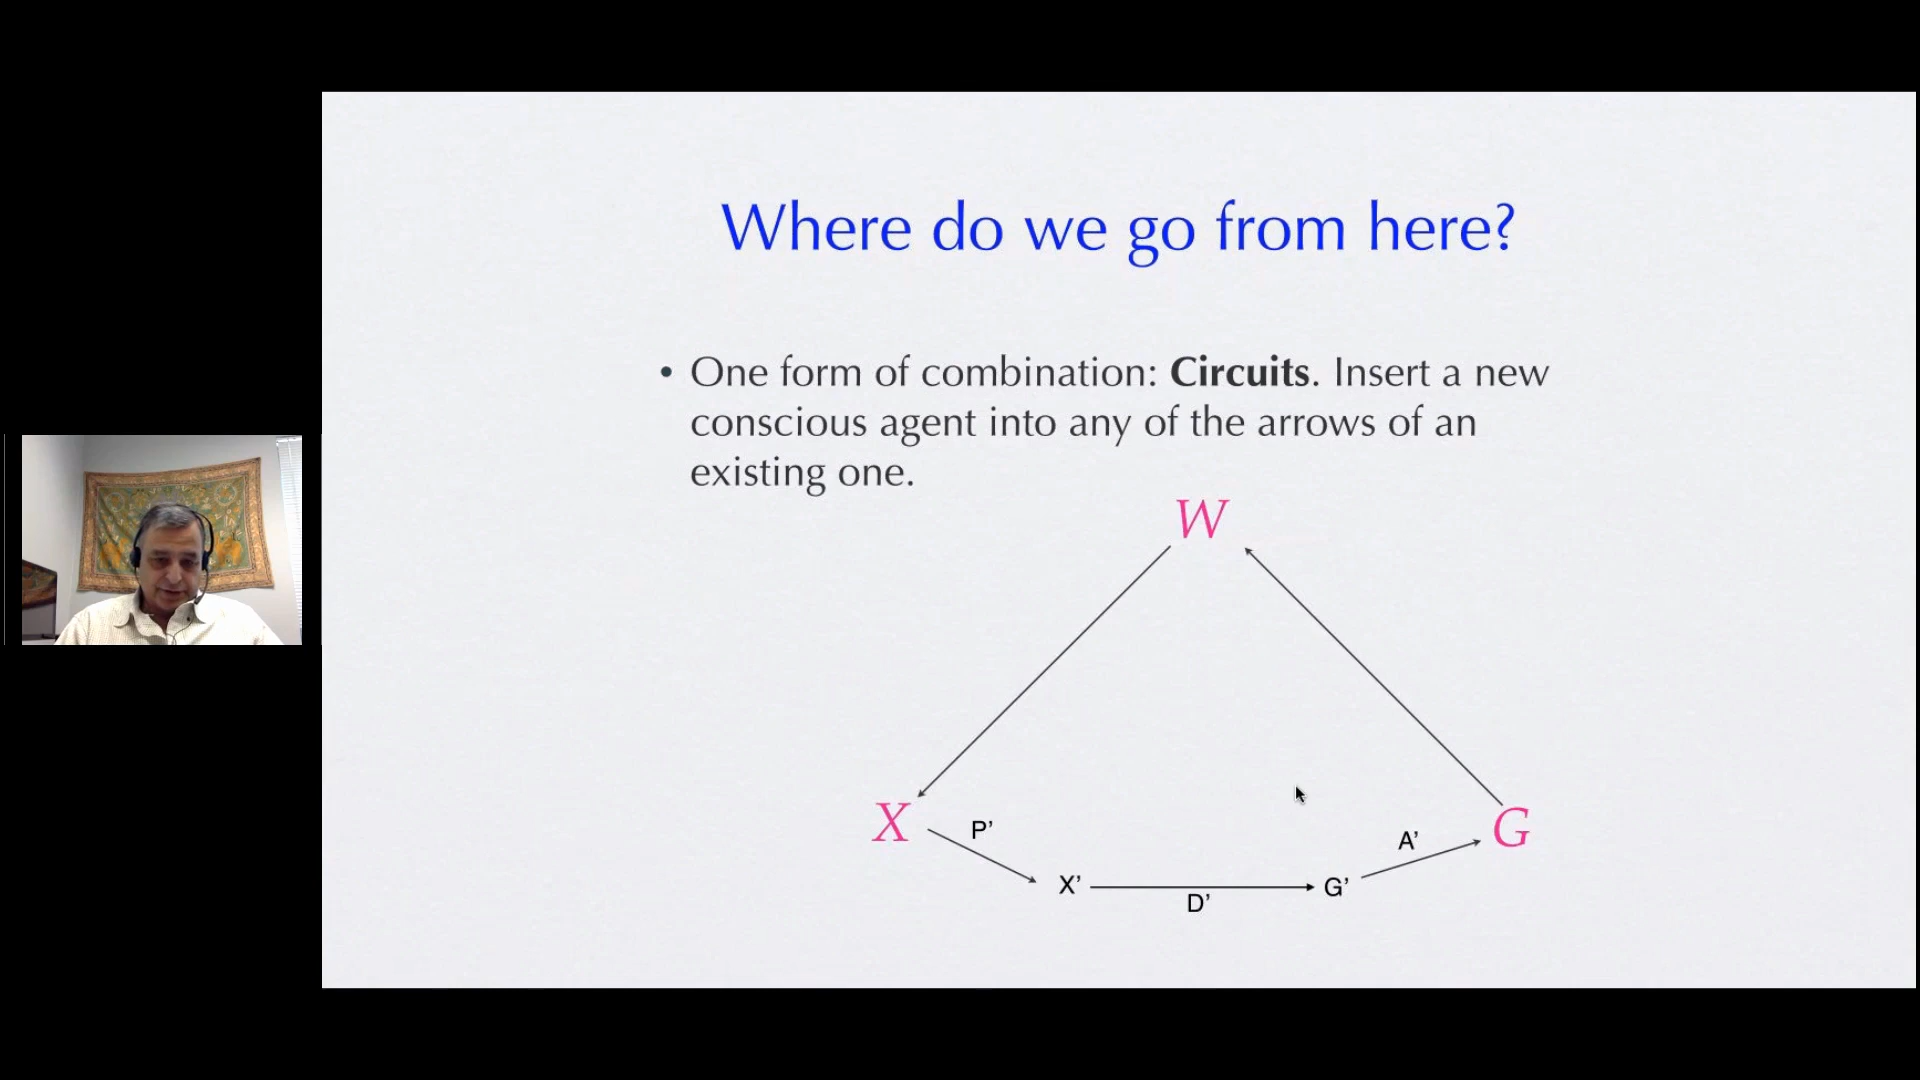 Where do we go from here?
• One form of combination: Circuits. Insert a new
conscious agent into any of the arrows of an
existing one.
W
X
P’
A’
G
X’
D’
G’